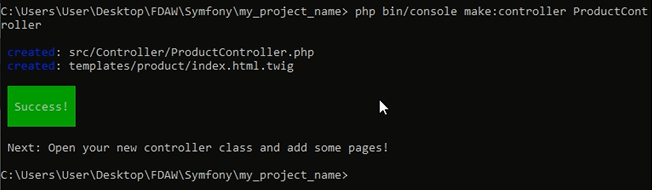 C:\Users\User\Desktop\FDAW\Symfony\my_project_name> php bin/console make:controller ProductCont
roller
created: src/Controller/ProductController.php
created: templates/product/index.html.twig
Success!
Next: Open your new controller class and add some pages!
C:\Users\User\Desktop\FDAW\Symfony\my_project_name>